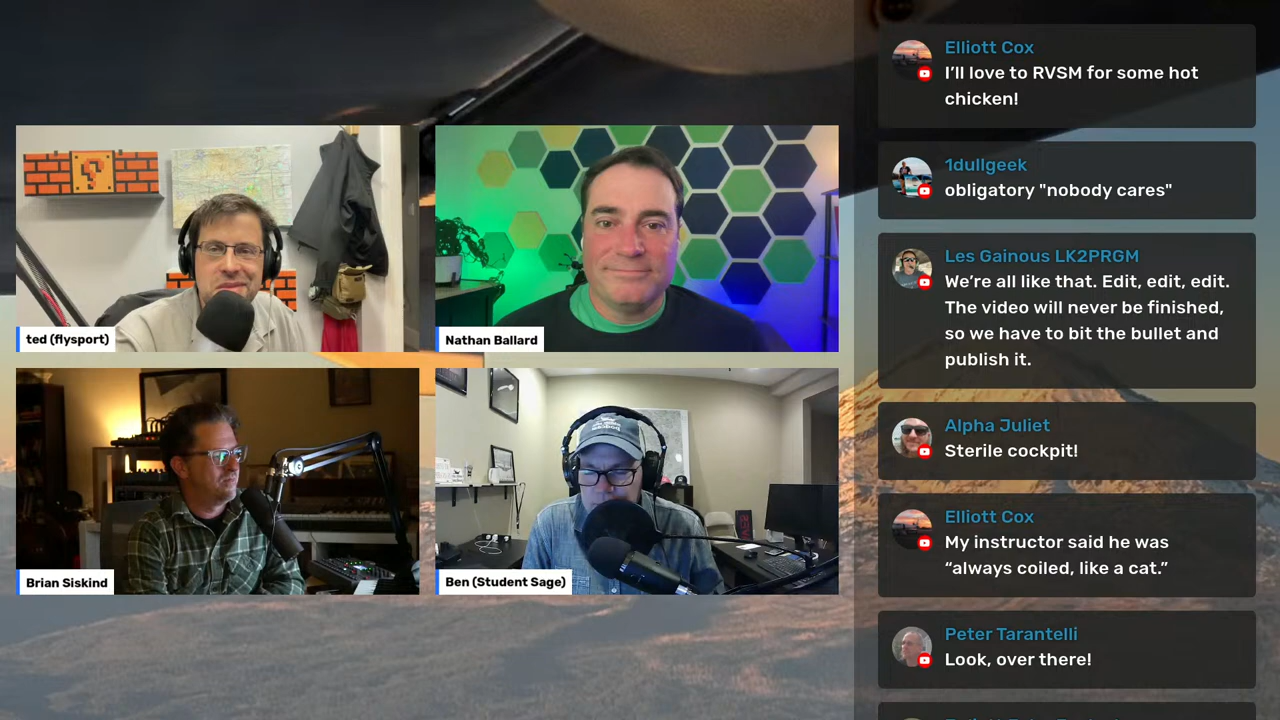 ted (flysport)
Nathan Ballard
Brian Siskind
Ben (Student Sage)
Elliott Cox
I’ll love to RVSM for some hot
chicken!
1dullgeek
obligatory "nobody cares"
Les Gainous LK2PRGM
We’re all like that. Edit, edit, edit.
The video will never be finished,
so we have to bit the bullet and
publish it.
Alpha Juliet
Sterile cockpit!
Elliott Cox
My instructor said he was
“always coiled, like a cat.”
Peter Tarantelli
Look, over there!